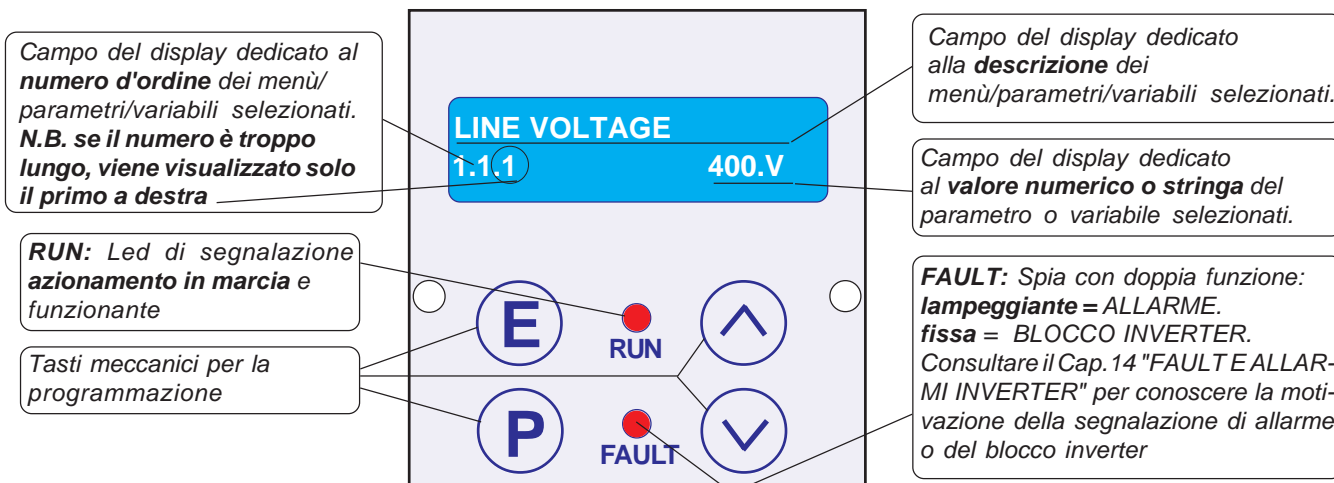 Campo del display dedicato al
numero d'ordine dei menù/
parametri/variabili selezionati.
N.B. se il numero è troppo
lungo, viene visualizzato solo
il primo a destra
RUN: Led di segnalazione
azionamento in marcia e
funzionante
Tasti meccanici per la
programmazione
LINE VOLTAGE
1.1.1 400.V
E
RUN
P
FAULT
Campo del display dedicato
alla descrizione dei
menù/parametri/variabili selezionati.
Campo del display dedicato
al valore numerico o stringa del
parametro o variabile selezionati.
FAULT: Spia con doppia funzione:
lampeggiante = ALLARME.
fissa = BLOCCO INVERTER.
Consultare il Cap.14 "FAULT E ALLAR-
MI INVERTER" per conoscere la moti-
vazione della segnalazione di allarme
o del blocco inverter